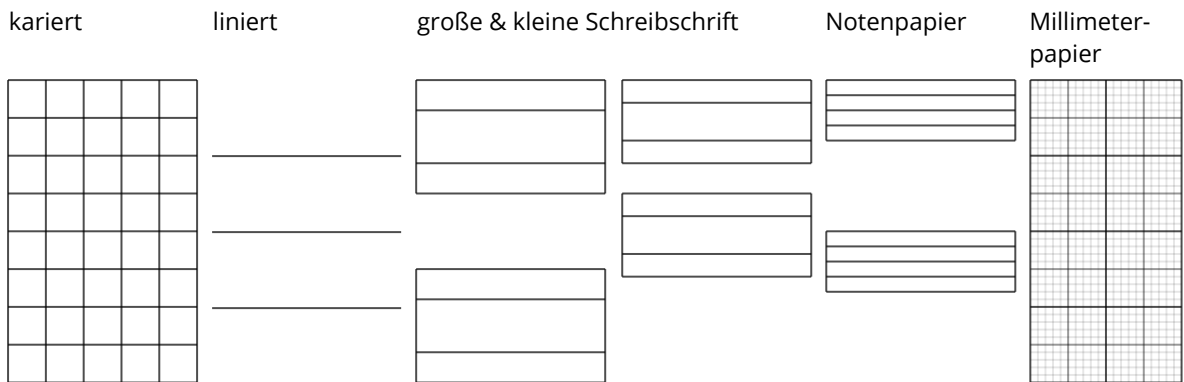 kariert
liniert
große & kleine Schreibschrift
Notenpapier
Millimeter-
papier